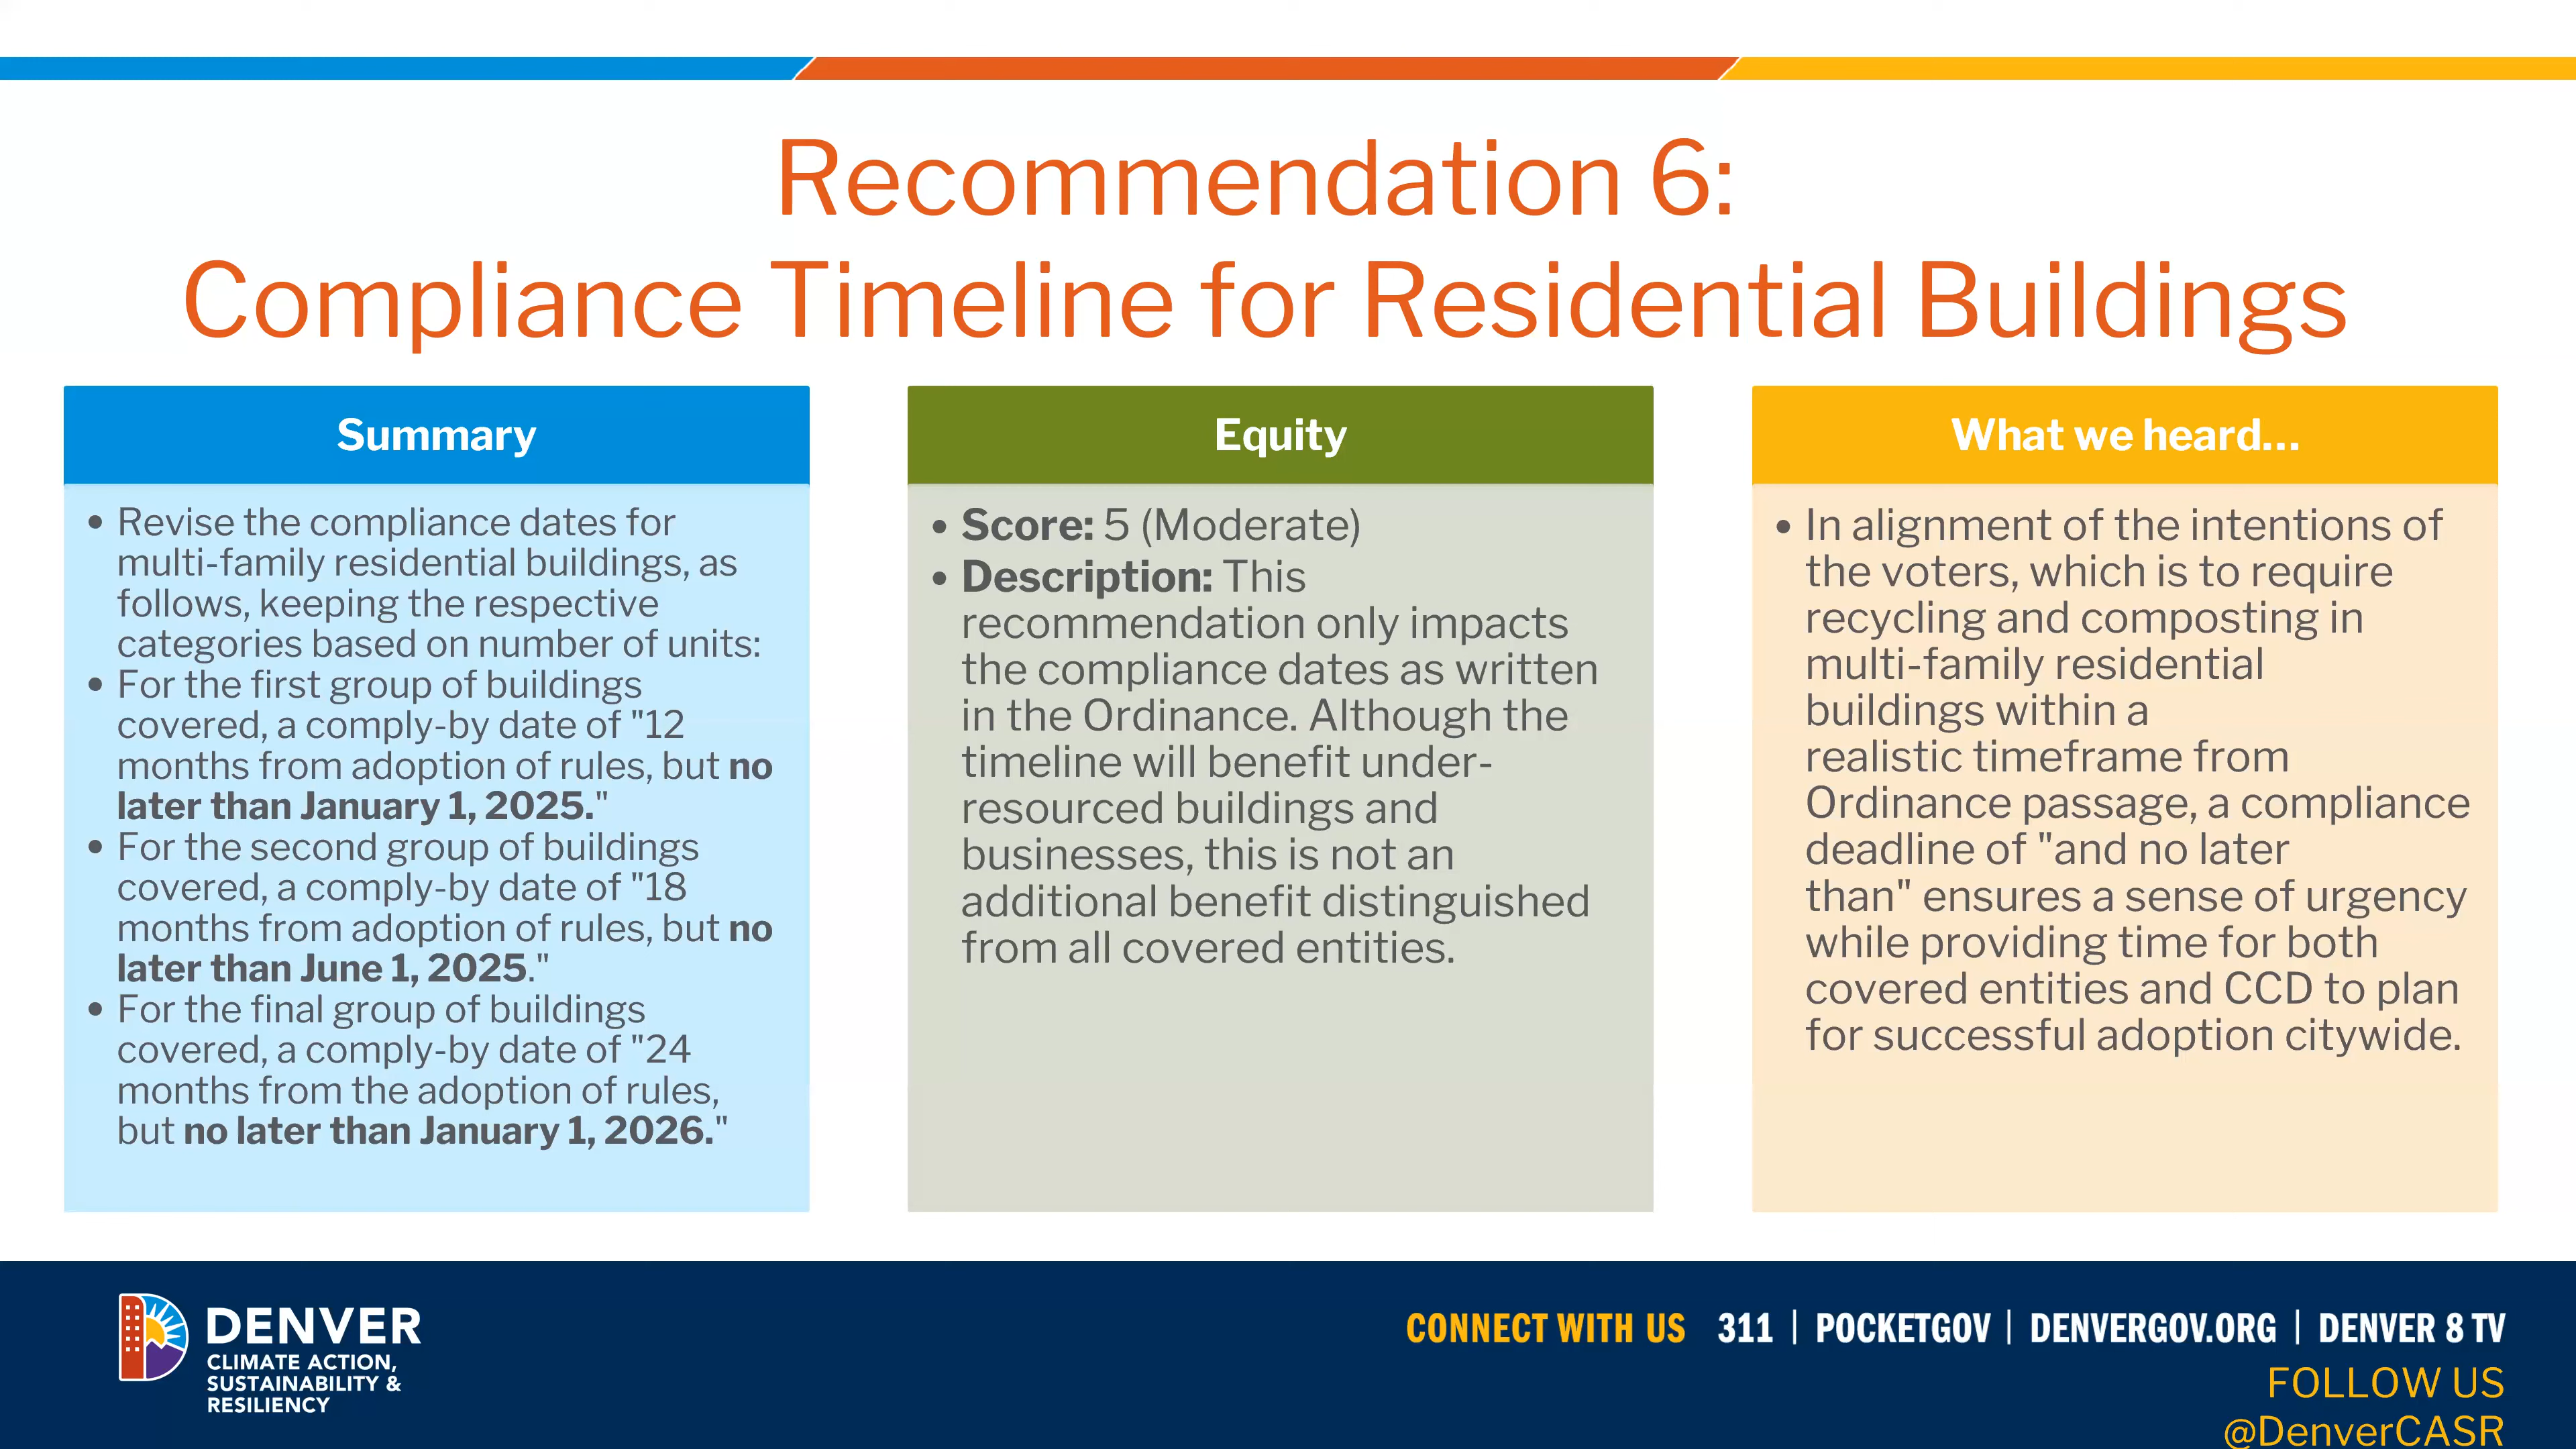 Recommendation 6:
Compliance Timeline for Residential Buildings
Summary
• Revise the compliance dates for
multi-family residential buildings, as
follows, keeping the respective
categories based on number of units:
• For the first group of buildings
covered, a comply-by date of "12
months from adoption of rules, but no
later than January 1, 2025."
• For the second group of buildings
covered, a comply-by date of "18
months from adoption of rules, but no
later than June 1, 2025."
• For the final group of buildings
covered, a comply-by date of "24
months from the adoption of rules,
but no later than January 1, 2026."
Equity
• Score: 5 (Moderate)
• Description: This
recommendation only impacts
the compliance dates as written
in the Ordinance. Although the
timeline will benefit under-
resourced buildings and
businesses, this is not an
additional benefit distinguished
from all covered entities.
What we heard...
• In alignment of the intentions of
the voters, which is to require
recycling and composting in
multi-family residential
buildings within a
realistic timeframe from
Ordinance passage, a compliance
deadline of "and no later
than" ensures a sense of urgency
while providing time for both
covered entities and CCD to plan
for successful adoption citywide.
DENVER
CLIMATE ACTION,
SUSTAINABILITY &
RESILIENCY
CONNECT WITH US 311 | POCKETGOV | DENVERGOV.ORG | DENVER 8 TV
FOLLOW US
@DenverCASR